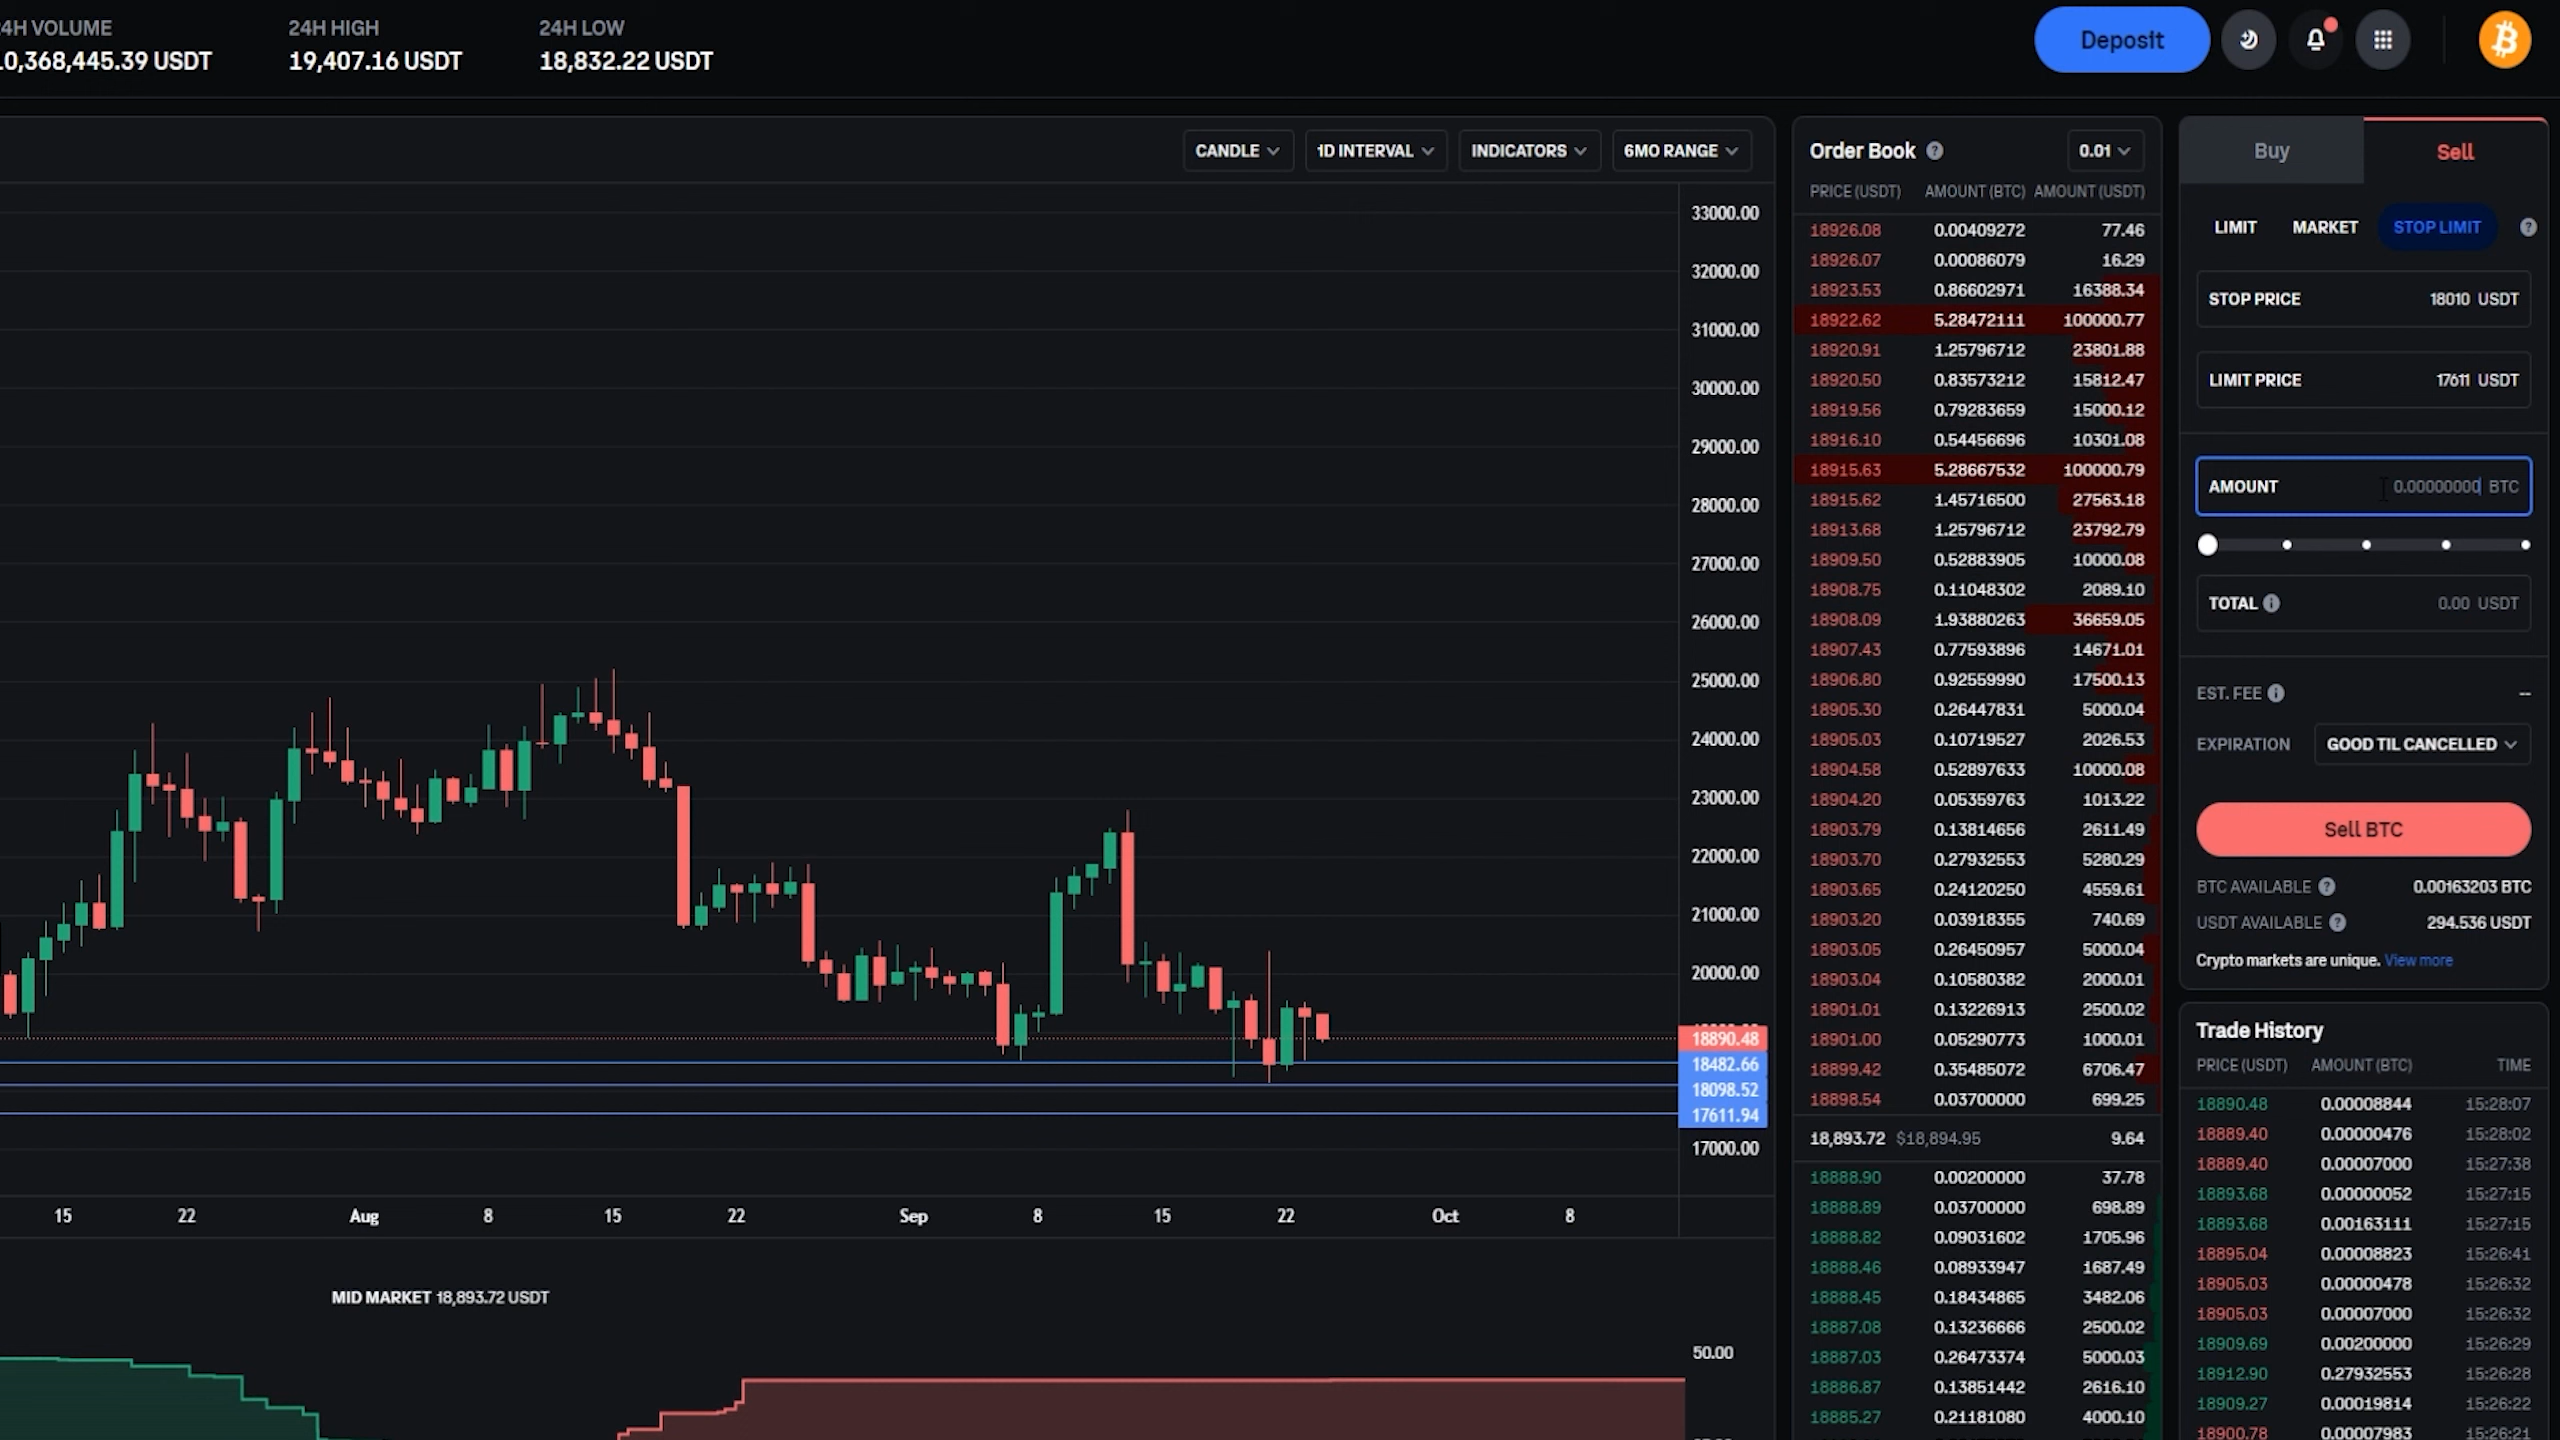 24H VOLUME 24H HIGH 24H LOW
0,368,445.39 USDT 19,407.16 USDT 18,832.22 USDT
Deposit
CANDLE 1D INTERVAL INDICATORS 6MO RANGE
33000.00
32000.00
31000.00
30000.00
29000.00
28000.00
27000.00
26000.00
25000.00
24000.00
23000.00
22000.00
21000.00
20000.00
18890.48
18482.66
18098.52
17611.94
17000.00
15 22 Aug 8 15 22 Sep 8 15 22 Oct 8
MID MARKET 18,893.72 USDT
50.00
Order Book 0.01
PRICE (USDT) AMOUNT (BTC) AMOUNT (USDT)
18926.08 0.00409272 77.46
18926.07 0.00086079 16.29
18923.53 0.86602971 16388.34
18922.62 5.28472111 100000.77
18920.91 1.25796712 23801.88
18920.50 0.83573212 15812.47
18919.56 0.79283659 15000.12
18916.10 0.54456696 10301.08
18915.63 5.28667532 100000.79
18915.62 1.45716500 27563.18
18913.68 1.25796712 23792.79
18909.50 0.52883905 10000.08
18908.75 0.11048302 2089.10
18908.09 1.93880263 36659.05
18907.43 0.77593896 14671.01
18906.80 0.92559990 17500.13
18905.30 0.26447831 5000.04
18905.03 0.10719527 2026.53
18904.58 0.52897633 10000.08
18904.20 0.05359763 1013.22
18903.79 0.13814656 2611.49
18903.70 0.27932553 5280.29
18903.65 0.24120250 4559.61
18903.20 0.03918355 740.69
18903.05 0.26450957 5000.04
18903.04 0.10580382 2000.01
18901.01 0.13226913 2500.02
18901.00 0.05290773 1000.01
18899.42 0.35485072 6706.47
18898.54 0.03700000 699.25
18,893.72 $18,894.95 9.64
18888.90 0.00200000 37.78
18888.89 0.03700000 698.89
18888.82 0.09031602 1705.96
18888.46 0.08933947 1687.49
18888.45 0.18434865 3482.06
18887.08 0.13236666 2500.02
18887.03 0.26473374 5000.03
18886.87 0.13851442 2616.10
18885.27 0.21181080 4000.10
Buy Sell
LIMIT MARKET STOP LIMIT
STOP PRICE 18010 USDT
LIMIT PRICE 17611 USDT
AMOUNT 0.00000000 BTC
TOTAL 0.00 USDT
EST. FEE --
EXPIRATION GOOD TIL CANCELLED
Sell BTC
BTC AVAILABLE 0.00163203 BTC
USDT AVAILABLE 294.536 USDT
Crypto markets are unique. View more
Trade History
PRICE (USDT) AMOUNT (BTC) TIME
18890.48 0.00008844 15:28:07
18889.40 0.00000476 15:28:02
18889.40 0.00007000 15:27:38
18893.68 0.00000052 15:27:15
18893.68 0.00163111 15:27:15
18895.04 0.00008823 15:26:41
18905.03 0.00000478 15:26:32
18905.03 0.00007000 15:26:32
18909.69 0.00200000 15:26:29
18912.90 0.27932553 15:26:28
18909.27 0.00019814 15:26:22
18900.78 0.00007983 15:26:21